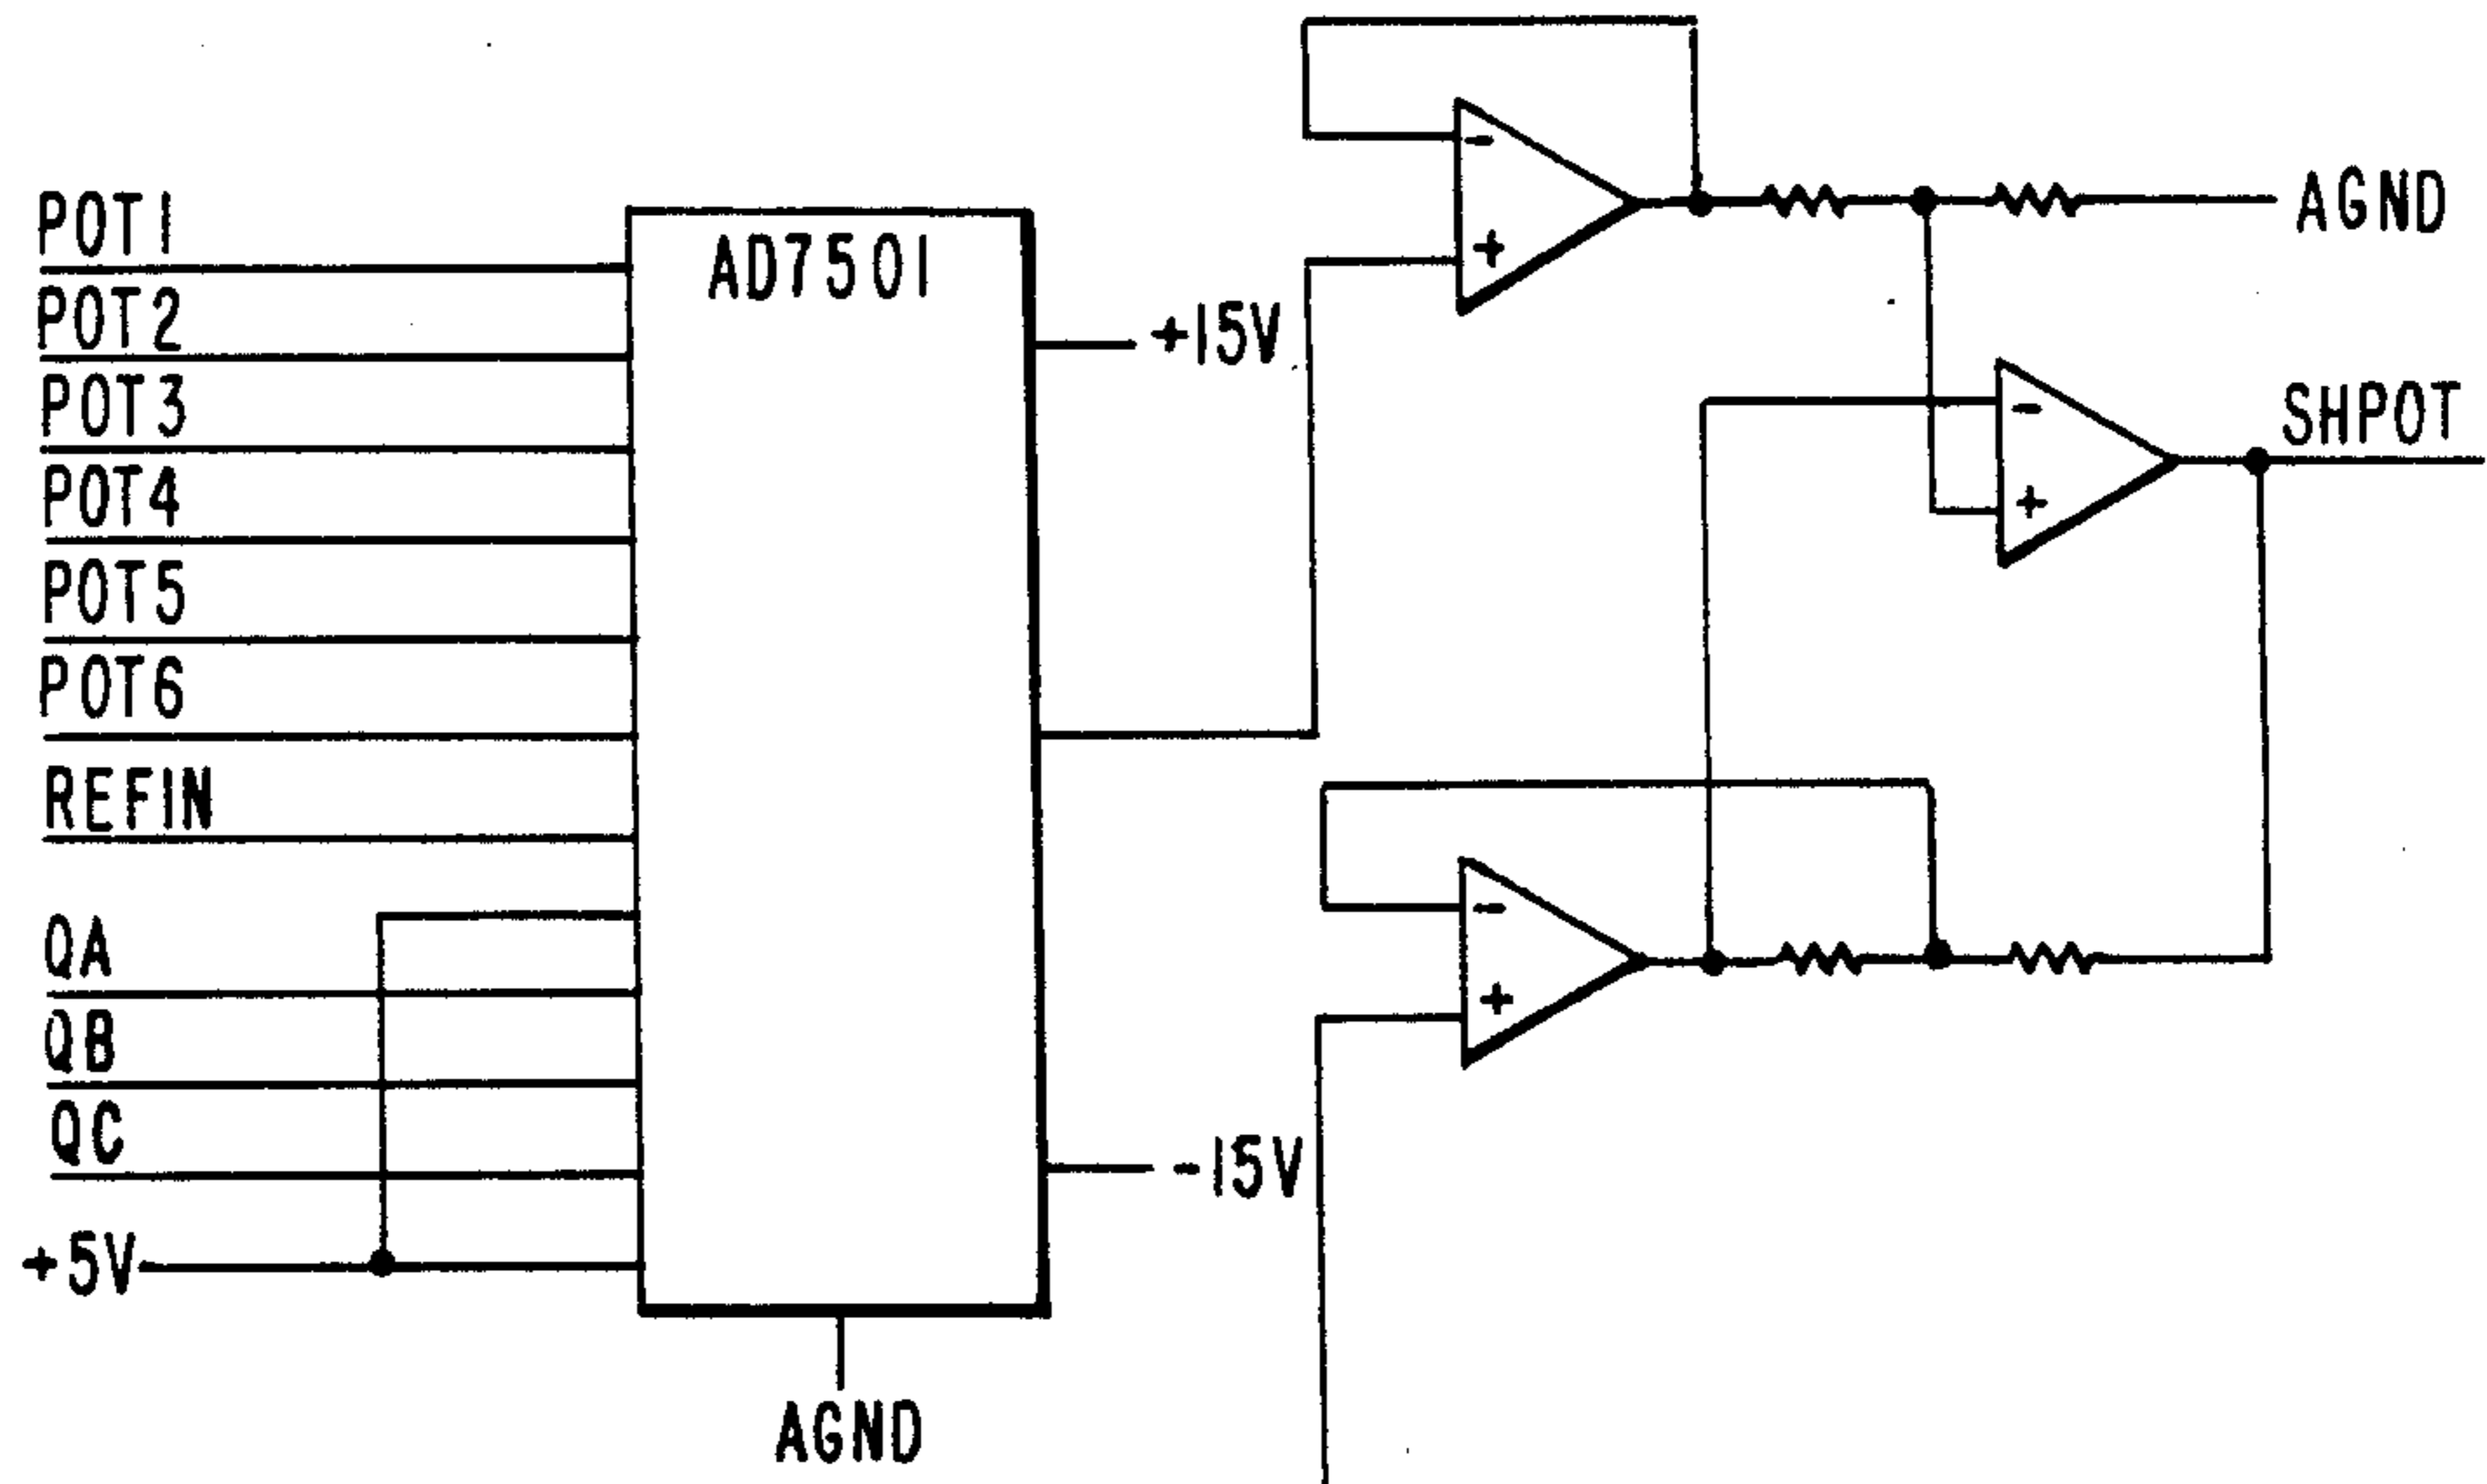 POT1
POT2
POT3
POT4
POT5
POT6
REFIN
QA
QB
QC
+5V
AD7501
+15V
-15V
AGND
-
+
AGND
-
+
SHPOT
-
+